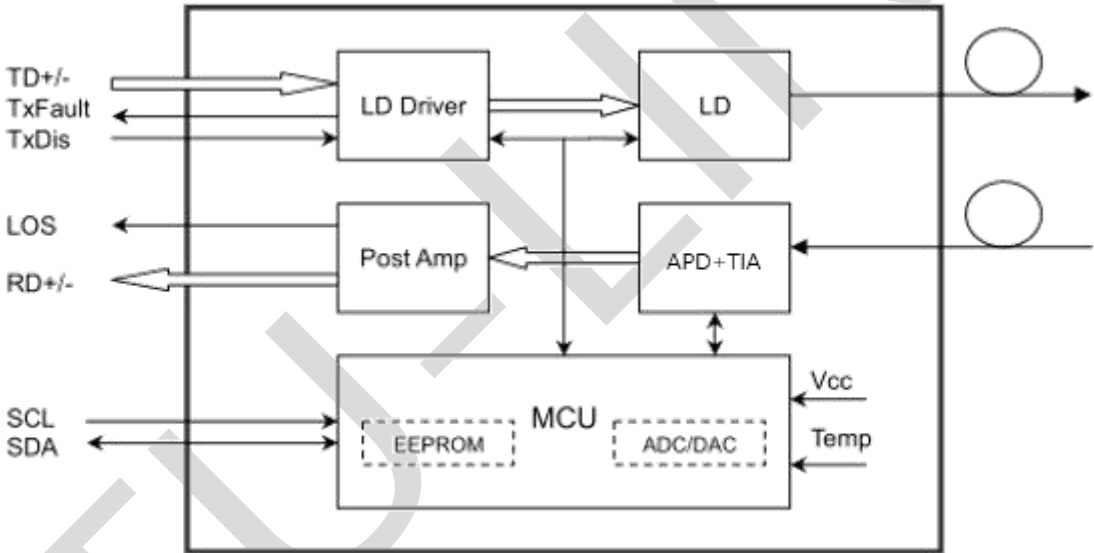 TD+/-
TxFault
TxDis
LD Driver
LD
LOS
RD+/-
Post Amp
APD+TIA
SCL
SDA
MCU
EEPROM
ADC/DAC
Vcc
Temp